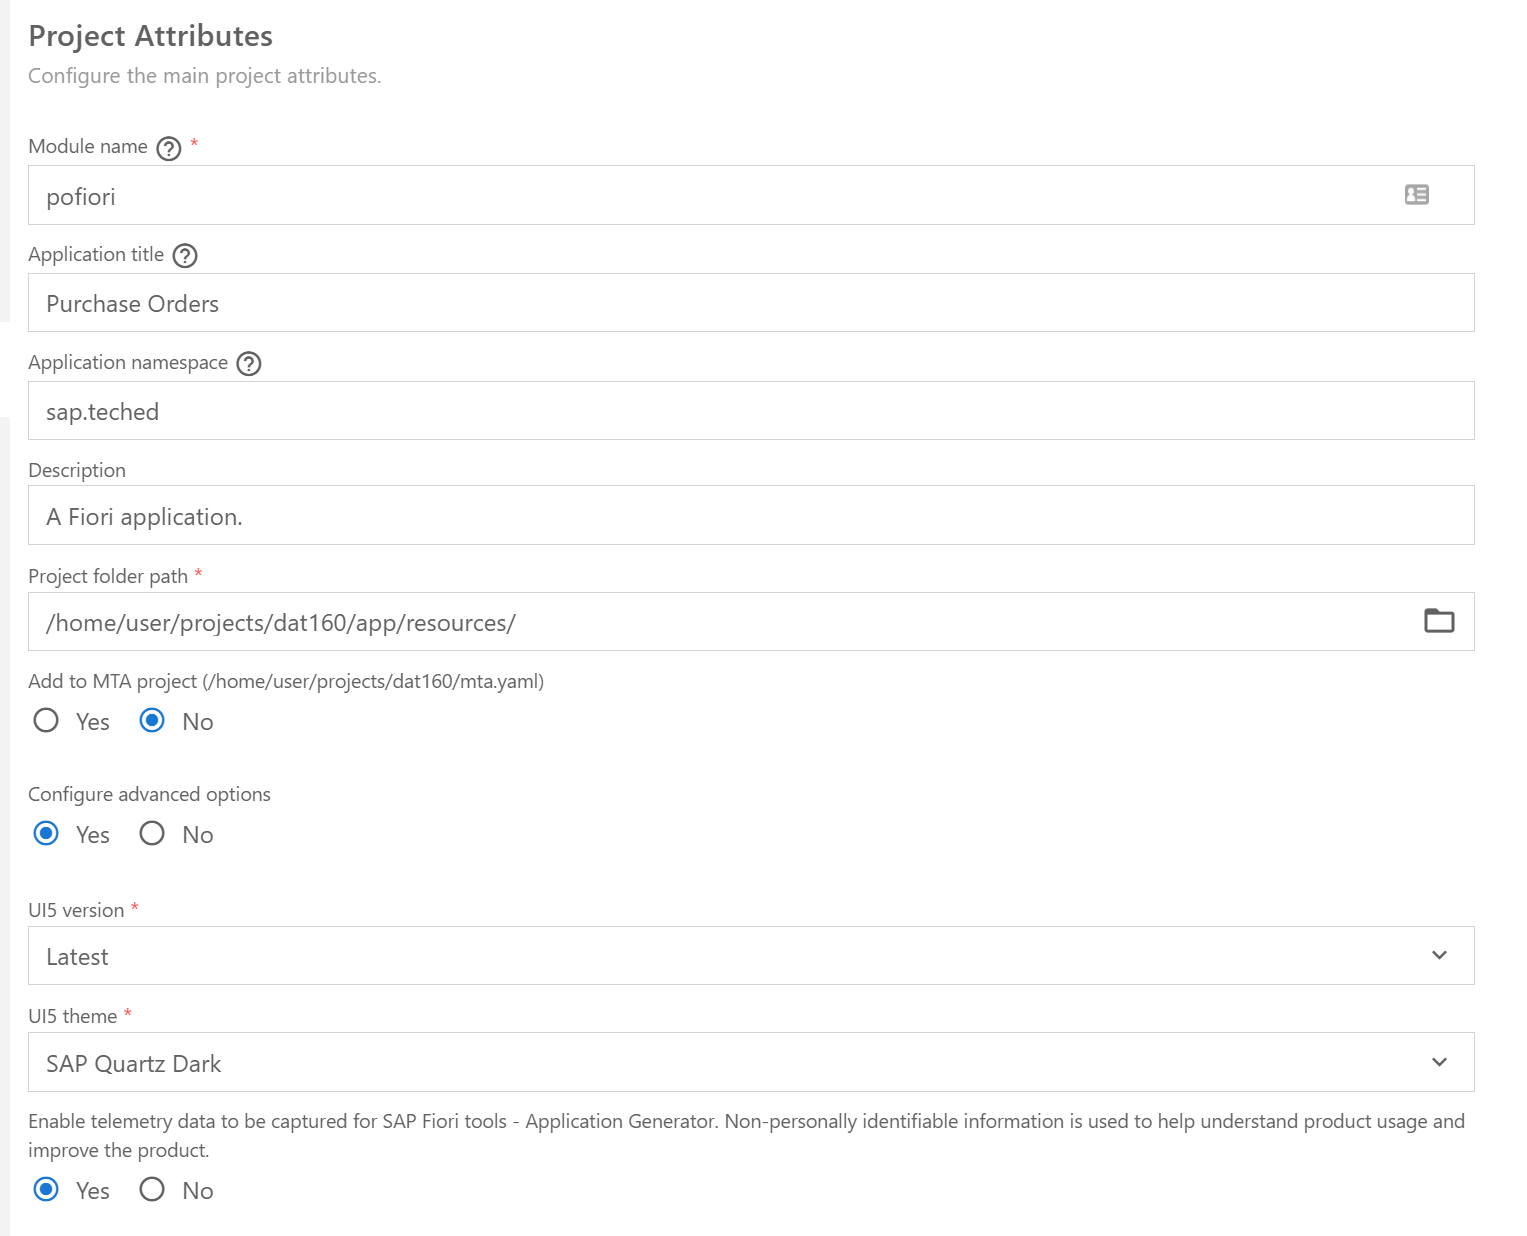 Project Attributes
Configure the main project attributes.
Module name ? *
pofiori
Application title ?
Purchase Orders
Application namespace ?
sap.teched
Description
A Fiori application.
Project folder path *
/home/user/projects/dat160/app/resources/
Add to MTA project (/home/user/projects/dat160/mta.yaml)
Yes No
Configure advanced options
Yes No
UI5 version *
Latest
UI5 theme *
SAP Quartz Dark
Enable telemetry data to be captured for SAP Fiori tools - Application Generator. Non-personally identifiable information is used to help understand product usage and
improve the product.
Yes No